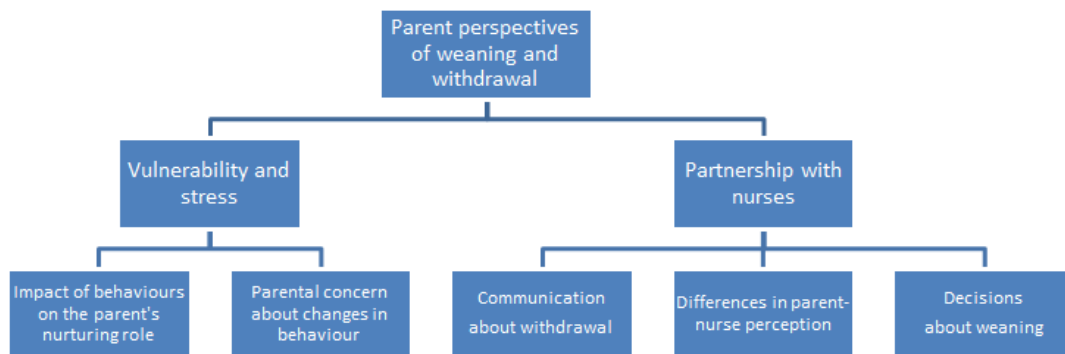 Parent perspectives
of weaning and
withdrawal
Vulnerability and
stress
Partnership with
nurses
Impact of behaviours
on the parent's
nurturing role
Parental concern
about changes in
behaviour
Communication
about withdrawal
Differences in parent-
nurse perception
Decisions
about weaning